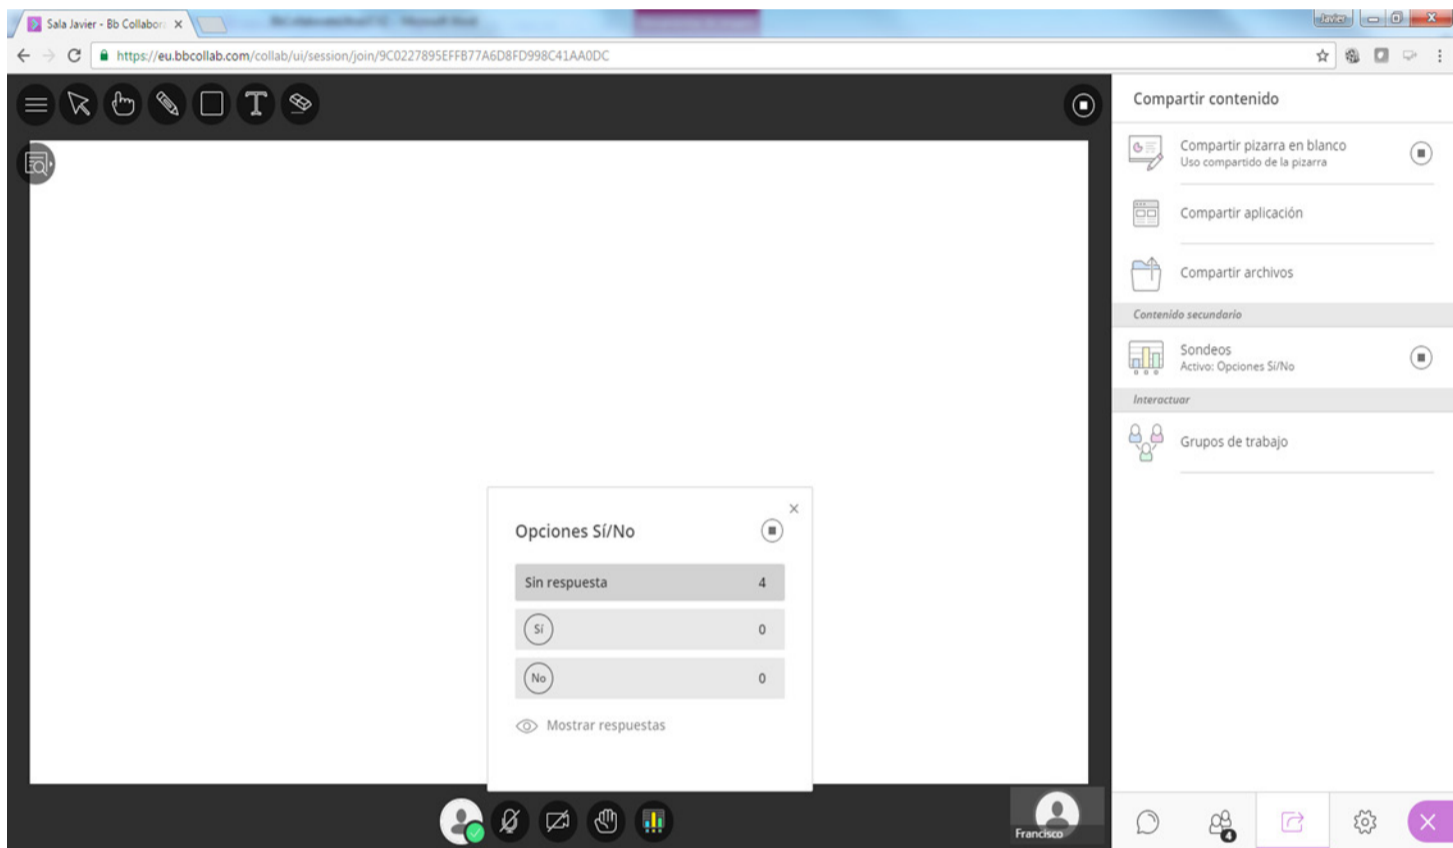 Sala Javier - Bb Collabor
Javier
https://eu.bbcollab.com/collab/ui/session/join/9C0227895EFFB77A6D8FD998C41AA0DC
T
Compartir contenido
Compartir pizarra en blanco
Uso compartido de la pizarra
Compartir aplicación
Compartir archivos
Contenido secundario
Sondeos
Activo: Opciones Sí/No
Interactuar
Grupos de trabajo
Opciones Sí/No
Sin respuesta 4
Sí 0
No 0
Mostrar respuestas
Francisco
4